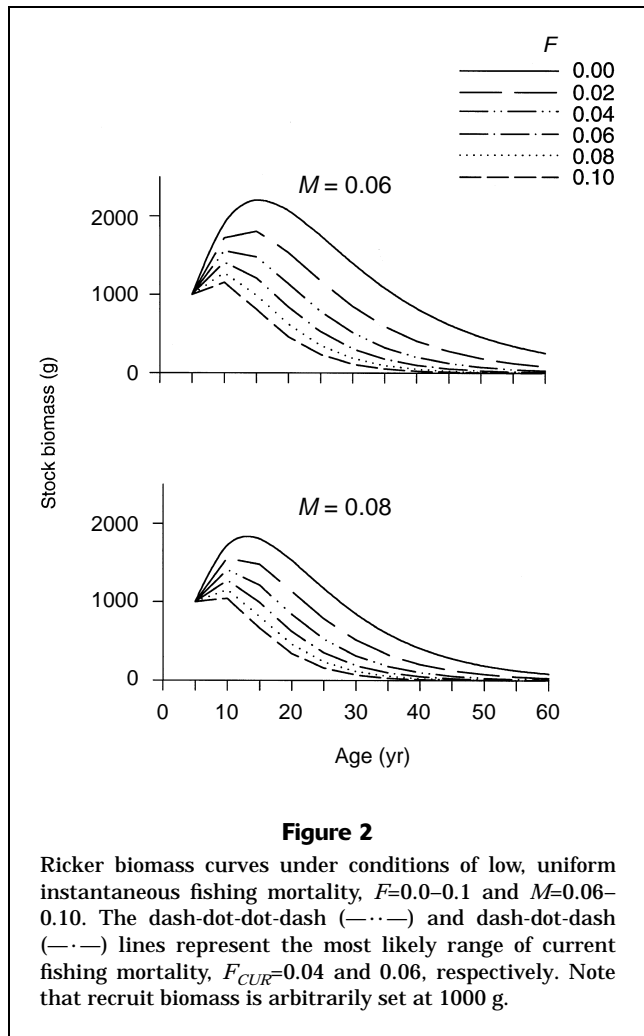 F
0.00
0.02
0.04
0.06
0.08
0.10
M = 0.06
2000
1000
0
Stock biomass (g)
M = 0.08
2000
1000
0
0 10 20 30 40 50 60
Age (yr)
Figure 2
Ricker biomass curves under conditions of low, uniform
instantaneous fishing mortality, F=0.0–0.1 and M=0.06–
0.10. The dash-dot-dot-dash (—··—) and dash-dot-dash
(—·—) lines represent the most likely range of current
fishing mortality, FCUR=0.04 and 0.06, respectively. Note
that recruit biomass is arbitrarily set at 1000 g.